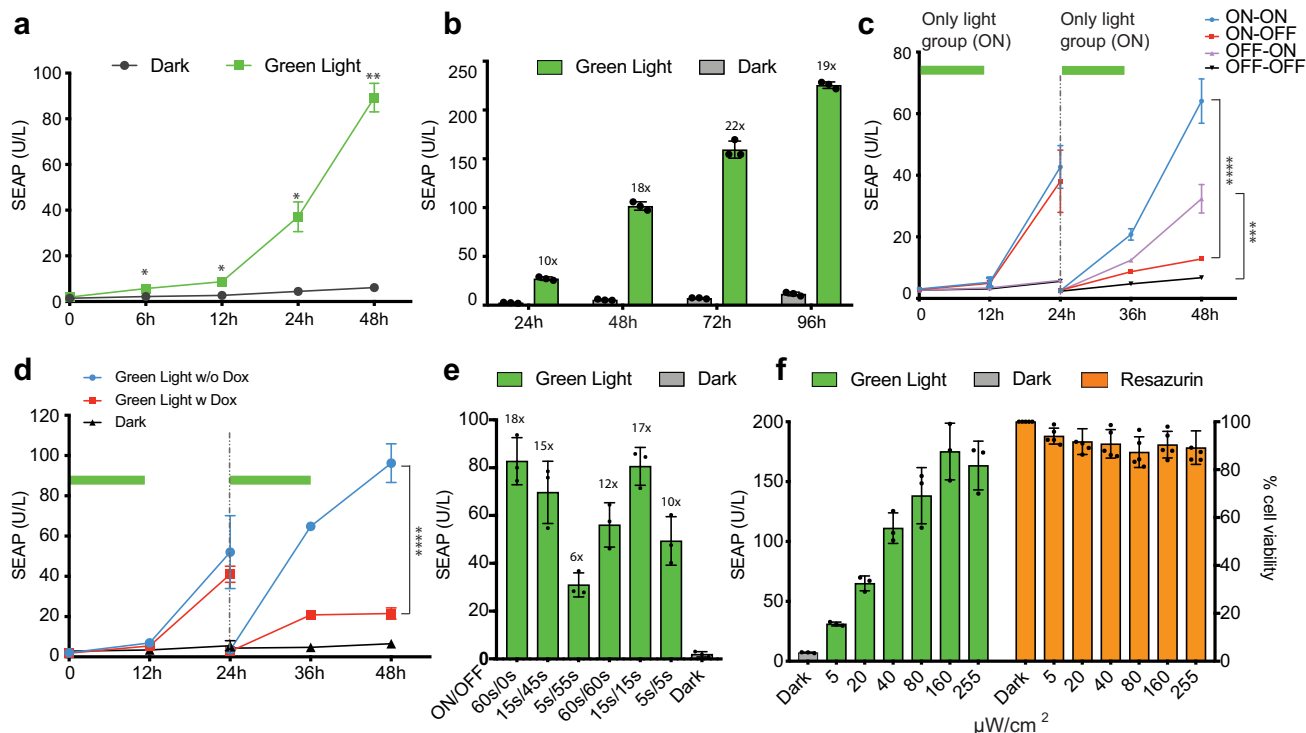 a
Dark
Green Light
SEAP (U/L)
100
80
60
40
20
0
*
*
*
**
0
6h
12h
24h
48h
b
Green Light
Dark
SEAP (U/L)
250
200
150
100
50
0
10x
18x
22x
19x
24h
48h
72h
96h
c
Only light
group (ON)
Only light
group (ON)
ON-ON
ON-OFF
OFF-ON
OFF-OFF
SEAP (U/L)
80
60
40
20
0
****
***
0
12h
24h
36h
48h
d
Green Light w/o Dox
Green Light w Dox
Dark
SEAP (U/L)
120
100
80
60
40
20
0
****
0
12h
24h
36h
48h
e
Green Light
Dark
SEAP (U/L)
100
80
60
40
20
0
18x
15x
6x
12x
17x
10x
ON/OFF
60s/0s
15s/45s
5s/55s
60s/60s
15s/15s
5s/5s
Dark
f
Green Light
Dark
Resazurin
SEAP (U/L)
200
150
100
50
0
100
80
60
40
20
0
% cell viability
Dark
5
20
40
80
160
255
Dark
5
20
40
80
160
255
µW/cm 2